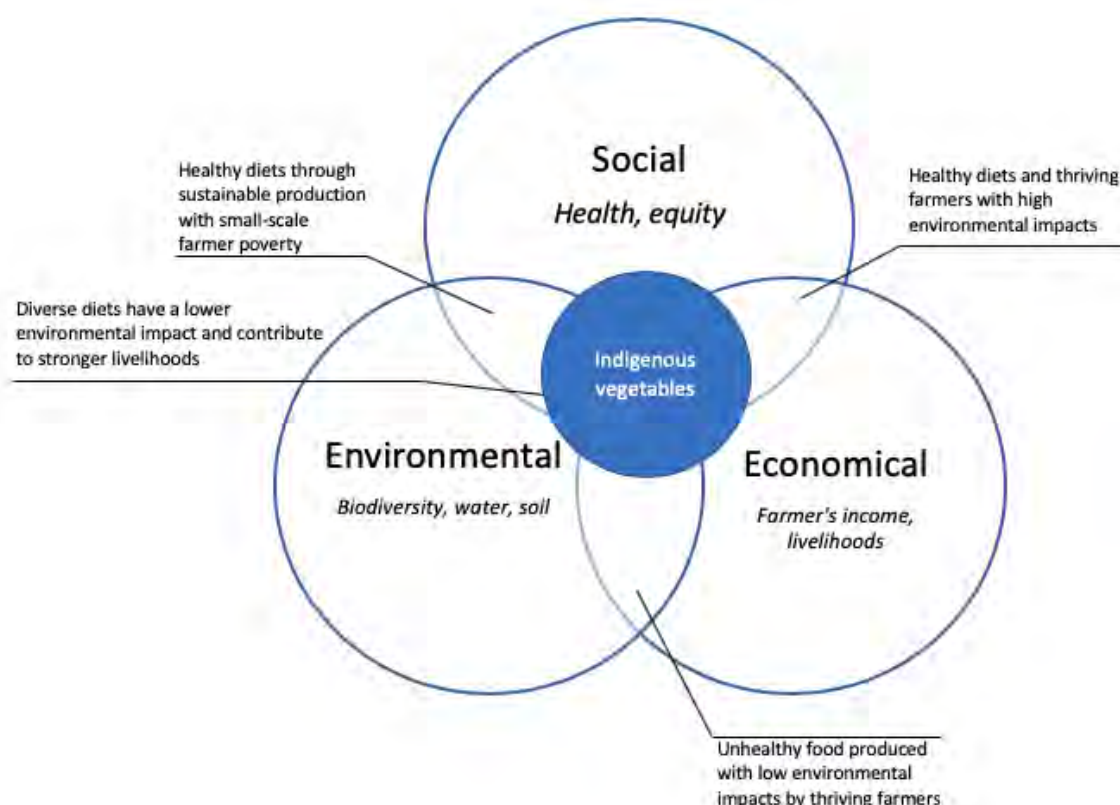 Social
Health, equity
Healthy diets through
sustainable production
with small-scale
farmer poverty
Healthy diets and thriving
farmers with high
environmental impacts
Diverse diets have a lower
environmental impact and contribute
to stronger livelihoods
Indigenous
vegetables
Environmental
Biodiversity, water, soil
Economical
Farmer's income,
livelihoods
Unhealthy food produced
with low environmental
impacts by thriving farmers